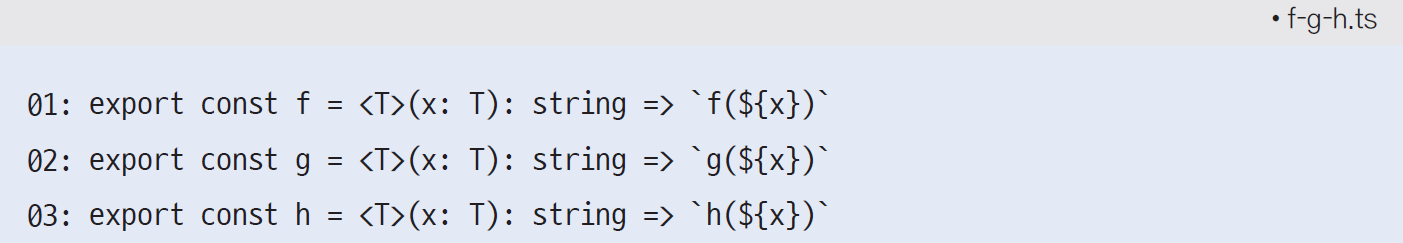 • f-g-h.ts
01: export const f = <T>(x: T): string => `f(${x})`
02: export const g = <T>(x: T): string => `g(${x})`
03: export const h = <T>(x: T): string => `h(${x})`